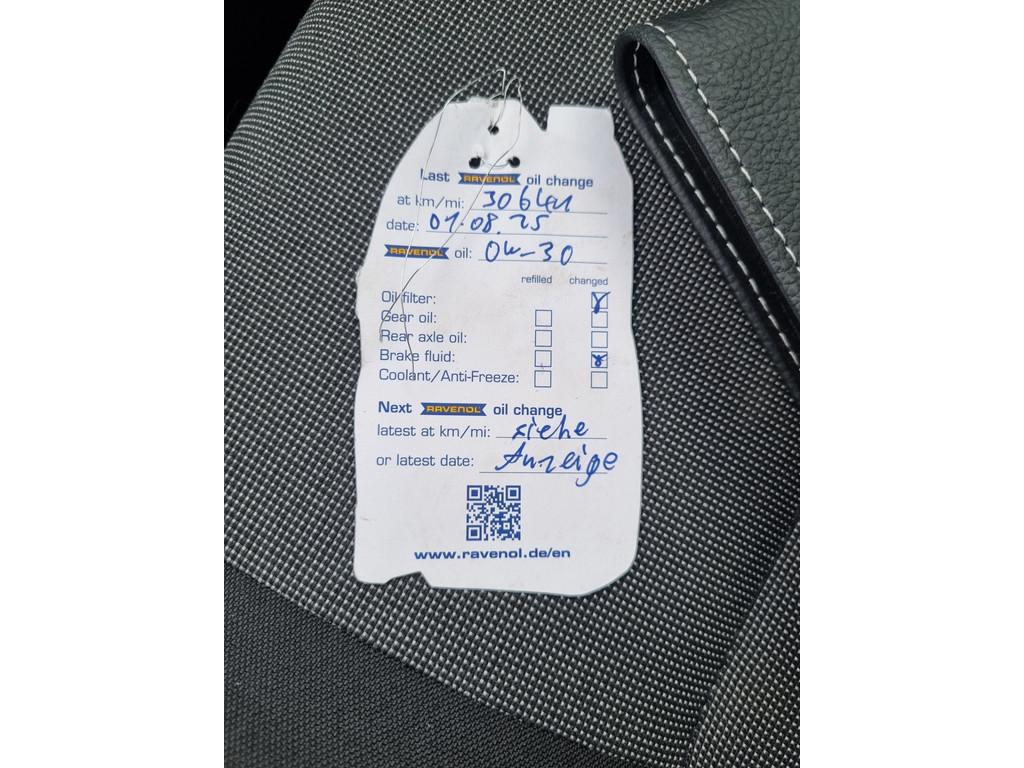 Last RAVENOL oil change
at km/mi: 30641
date: 01.08.25
RAVENOL oil: 0w-30
refilled changed
Oil filter:
Gear oil:
Rear axle oil:
Brake fluid:
Coolant/Anti-Freeze:
Next RAVENOL oil change
latest at km/mi: siehe
or latest date: Anzeige
www.ravenol.de/en